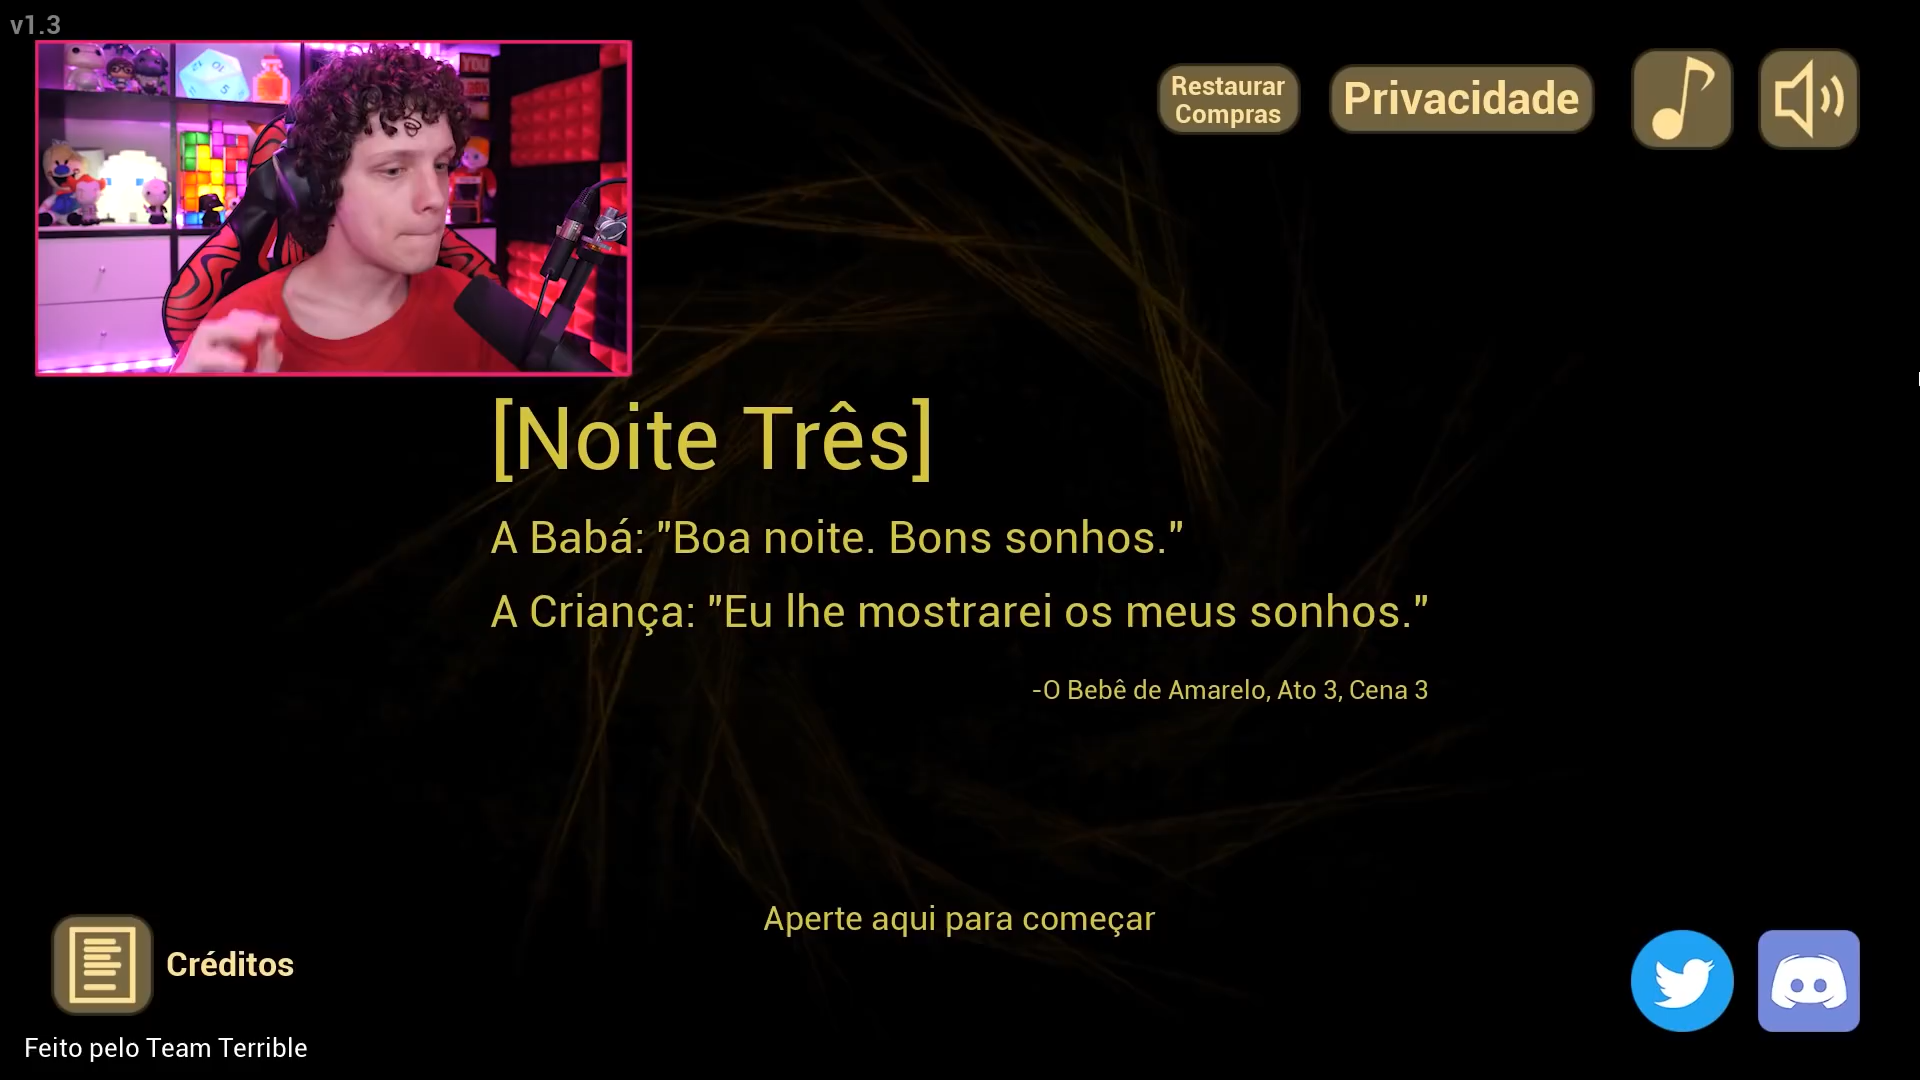 v1.3
YOU
Restaurar
Compras
Privacidade
[Noite Três]
A Babá: "Boa noite. Bons sonhos."
A Criança: "Eu lhe mostrarei os meus sonhos."
-O Bebê de Amarelo, Ato 3, Cena 3
Aperte aqui para começar
Créditos
Feito pelo Team Terrible